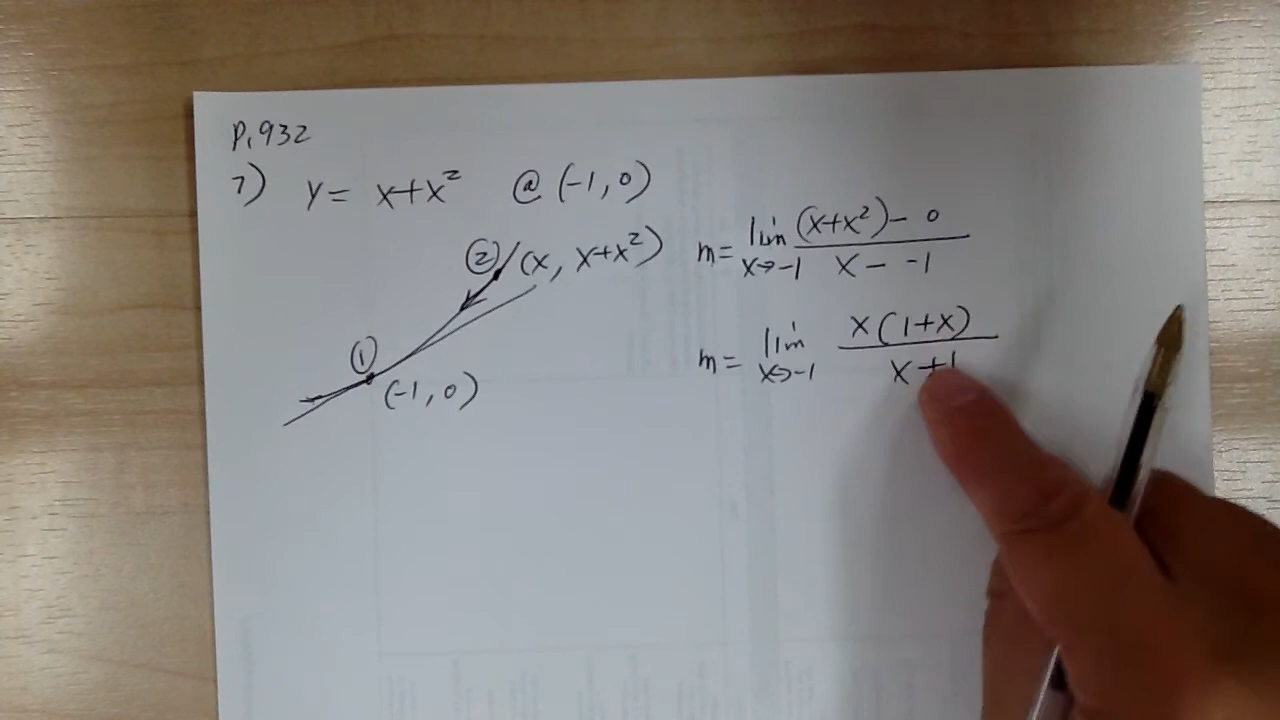 P.932
7) y = x+x² @ (-1, 0)
② (x, x+x²)
① (-1, 0)
m = lim x→-1 (x+x²) - 0 / x - -1
m = lim x→-1 x(1+x) / x+1